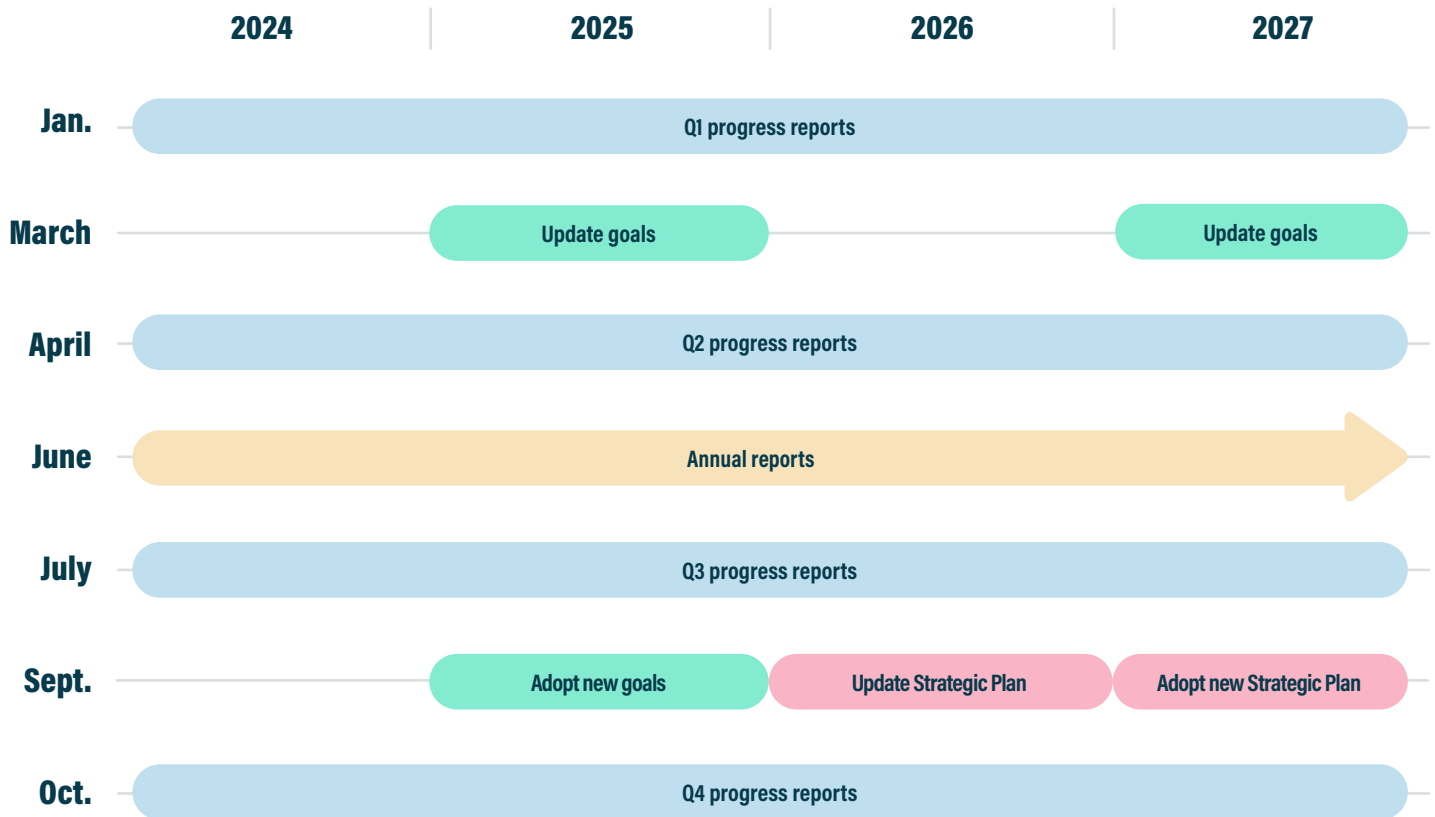 2024 2025 2026 2027
Jan. Q1 progress reports
March Update goals Update goals
April Q2 progress reports
June Annual reports
July Q3 progress reports
Sept. Adopt new goals Update Strategic Plan Adopt new Strategic Plan
Oct. Q4 progress reports